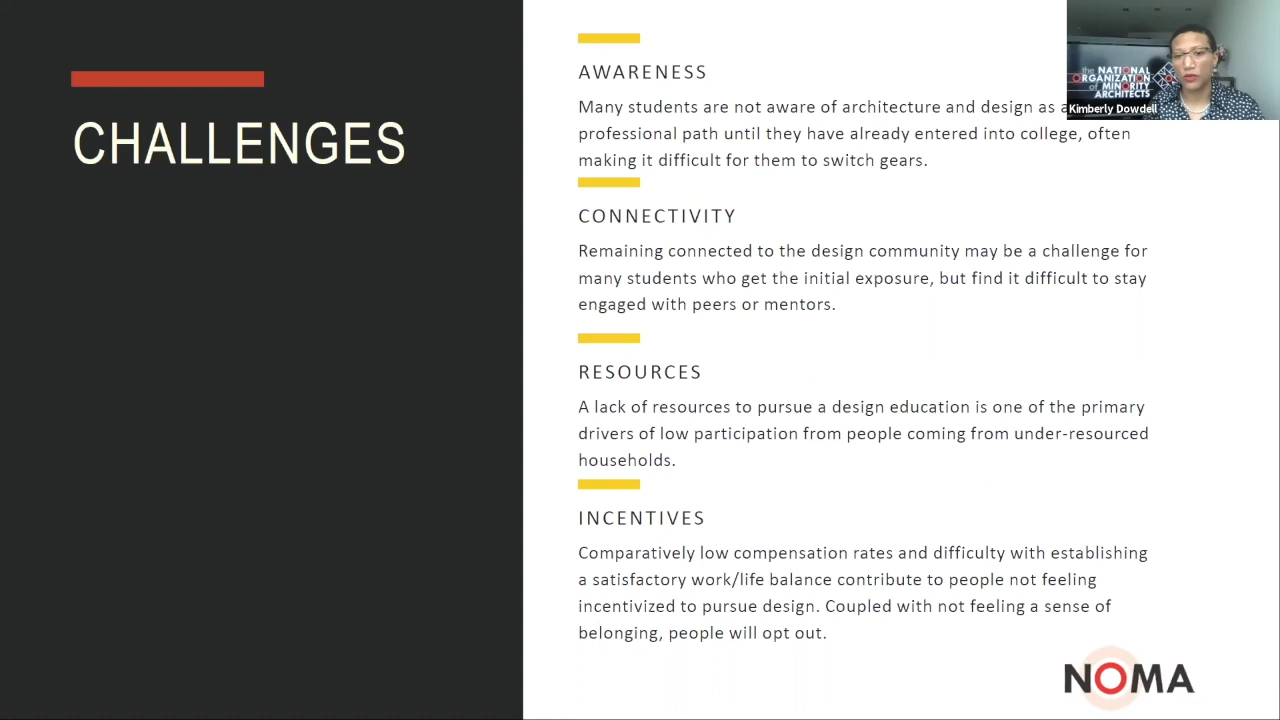 CHALLENGES
AWARENESS
Many students are not aware of architecture and design as a
professional path until they have already entered into college, often
making it difficult for them to switch gears.
CONNECTIVITY
Remaining connected to the design community may be a challenge for
many students who get the initial exposure, but find it difficult to stay
engaged with peers or mentors.
RESOURCES
A lack of resources to pursue a design education is one of the primary
drivers of low participation from people coming from under-resourced
households.
INCENTIVES
Comparatively low compensation rates and difficulty with establishing
a satisfactory work/life balance contribute to people not feeling
incentivized to pursue design. Coupled with not feeling a sense of
belonging, people will opt out.
NOMA
the NATIONAL
ORGANIZATION
of MINORITY
ARCHITECTS
Kimberly Dowdell